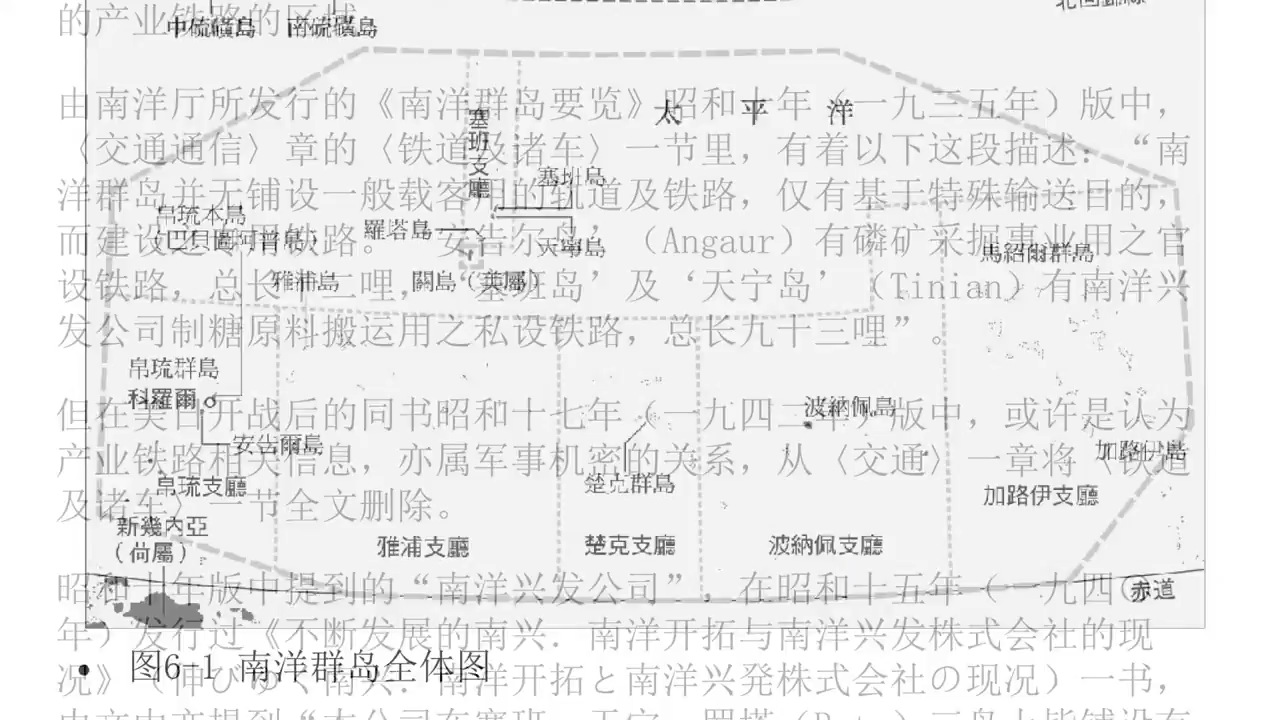 的产业铁路的区域。
中硫磺島 南硫磺島
北回歸線
由南洋厅所发行的《南洋群岛要览》昭和十年（一九三五年）版中，
〈交通通信〉章的〈铁道及诸车〉一节里，有着以下这段描述：“南
洋群岛并无铺设一般载客用的轨道及铁路，仅有基于特殊输送目的，
而建设之专用铁路。‘安告尔岛’（Angaur）有磷矿采掘事业用之官
设铁路，总长十二哩，‘塞班岛’及‘天宁岛’（Tinian）有南洋兴
发公司制糖原料搬运用之私设铁路，总长九十三哩”。
但在美日开战后的同书昭和十七年（一九四二年）版中，或许是认为
产业铁路相关信息，亦属军事机密的关系，从〈交通〉一章将〈铁道
及诸车〉一节全文删除。
昭和十年版中提到的“南洋兴发公司”，在昭和十五年（一九四〇
年）发行过《不断发展的南兴．南洋开拓与南洋兴发株式会社的现
况》（伸びゆく南兴．南洋开拓と南洋兴発株式会社の现况）一书，
太平洋
塞班支廳
塞班島
帛琉本島
（巴貝圖阿普島）
羅塔島
天寧島
馬紹爾群島
雅浦島
關島（美屬）
帛琉群島
科羅爾
波納佩島
安告爾島
加路伊島
帛琉支廳
楚克群島
加路伊支廳
新幾內亞
（荷屬）
雅浦支廳
楚克支廳
波納佩支廳
赤道
• 图6-1 南洋群岛全体图